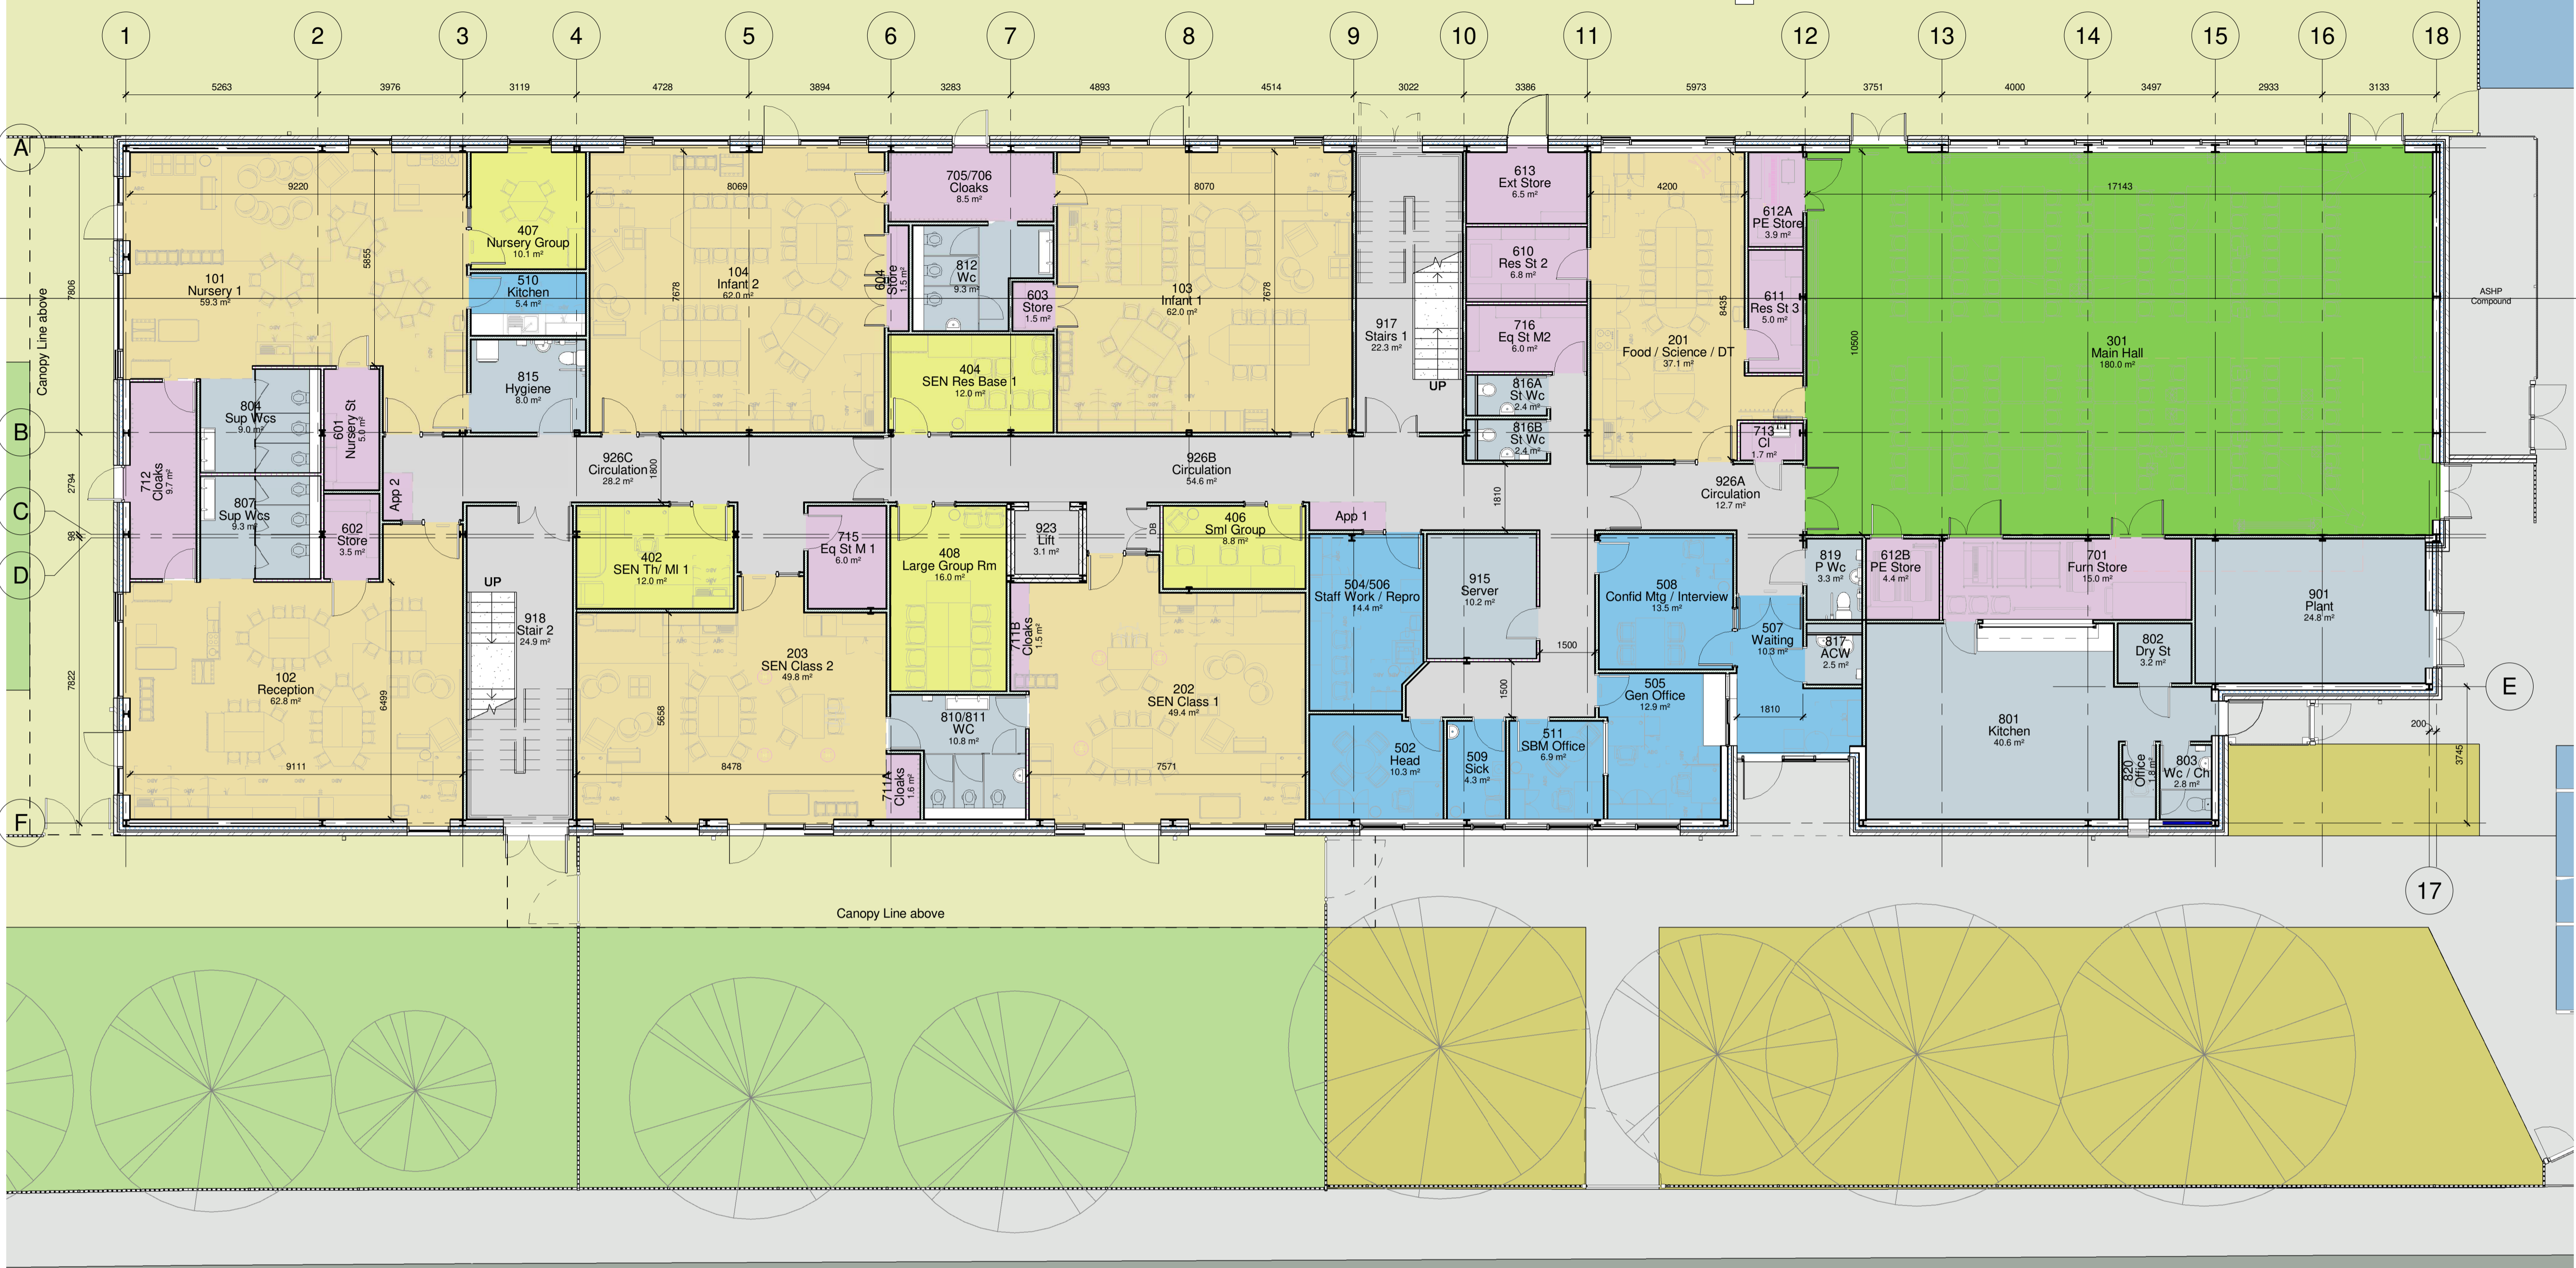 1
2
3
4
5
6
7
8
9
10
11
12
13
14
15
16
18
5263
3976
3119
4728
3894
3283
4893
4514
3022
3386
5973
3751
4000
3497
2933
3133
A
B
C
D
F
E
17
7806
2794
98
7822
Canopy Line above
101
Nursery 1
59.3 m²
9220
5855
407
Nursery Group
10.1 m²
510
Kitchen
5.4 m²
815
Hygiene
8.0 m²
104
Infant 2
62.0 m²
8069
7678
705/706
Cloaks
8.5 m²
604
Store
1.5 m²
812
Wc
9.3 m²
603
Store
1.5 m²
404
SEN Res Base 1
12.0 m²
103
Infant 1
62.0 m²
8070
7678
917
Stairs 1
22.3 m²
UP
613
Ext Store
6.5 m²
610
Res St 2
6.8 m²
716
Eq St M2
6.0 m²
816A
St Wc
2.4 m²
816B
St Wc
2.4 m²
201
Food / Science / DT
37.1 m²
4200
8435
612A
PE Store
3.9 m²
611
Res St 3
5.0 m²
713
Cl
1.7 m²
301
Main Hall
180.0 m²
17143
10500
ASHP
Compound
712
Cloaks
9.7 m²
804
Sup Wcs
9.0 m²
807
Sup Wcs
9.3 m²
601
Nursery St
5.0 m²
602
Store
3.5 m²
App 2
926C
Circulation
28.2 m²
1800
926B
Circulation
54.6 m²
926A
Circulation
12.7 m²
1810
App 1
102
Reception
62.8 m²
9111
6499
UP
918
Stair 2
24.9 m²
402
SEN Th/ MI 1
12.0 m²
715
Eq St M 1
6.0 m²
203
SEN Class 2
49.8 m²
5658
8478
408
Large Group Rm
16.0 m²
923
Lift
3.1 m²
DB
406
Sml Group
8.8 m²
711B
Cloaks
1.5 m²
202
SEN Class 1
49.4 m²
7571
810/811
WC
10.8 m²
711A
Cloaks
1.6 m²
504/506
Staff Work / Repro
14.4 m²
915
Server
10.2 m²
1500
1500
508
Confid Mtg / Interview
13.5 m²
507
Waiting
10.3 m²
505
Gen Office
12.9 m²
1810
502
Head
10.3 m²
509
Sick
4.3 m²
511
SBM Office
6.9 m²
819
P Wc
3.3 m²
817
ACW
2.5 m²
612B
PE Store
4.4 m²
701
Furn Store
15.0 m²
901
Plant
24.8 m²
802
Dry St
3.2 m²
801
Kitchen
40.6 m²
820
Office
1.8 m²
803
Wc / Ch
2.8 m²
200
3745
Canopy Line above